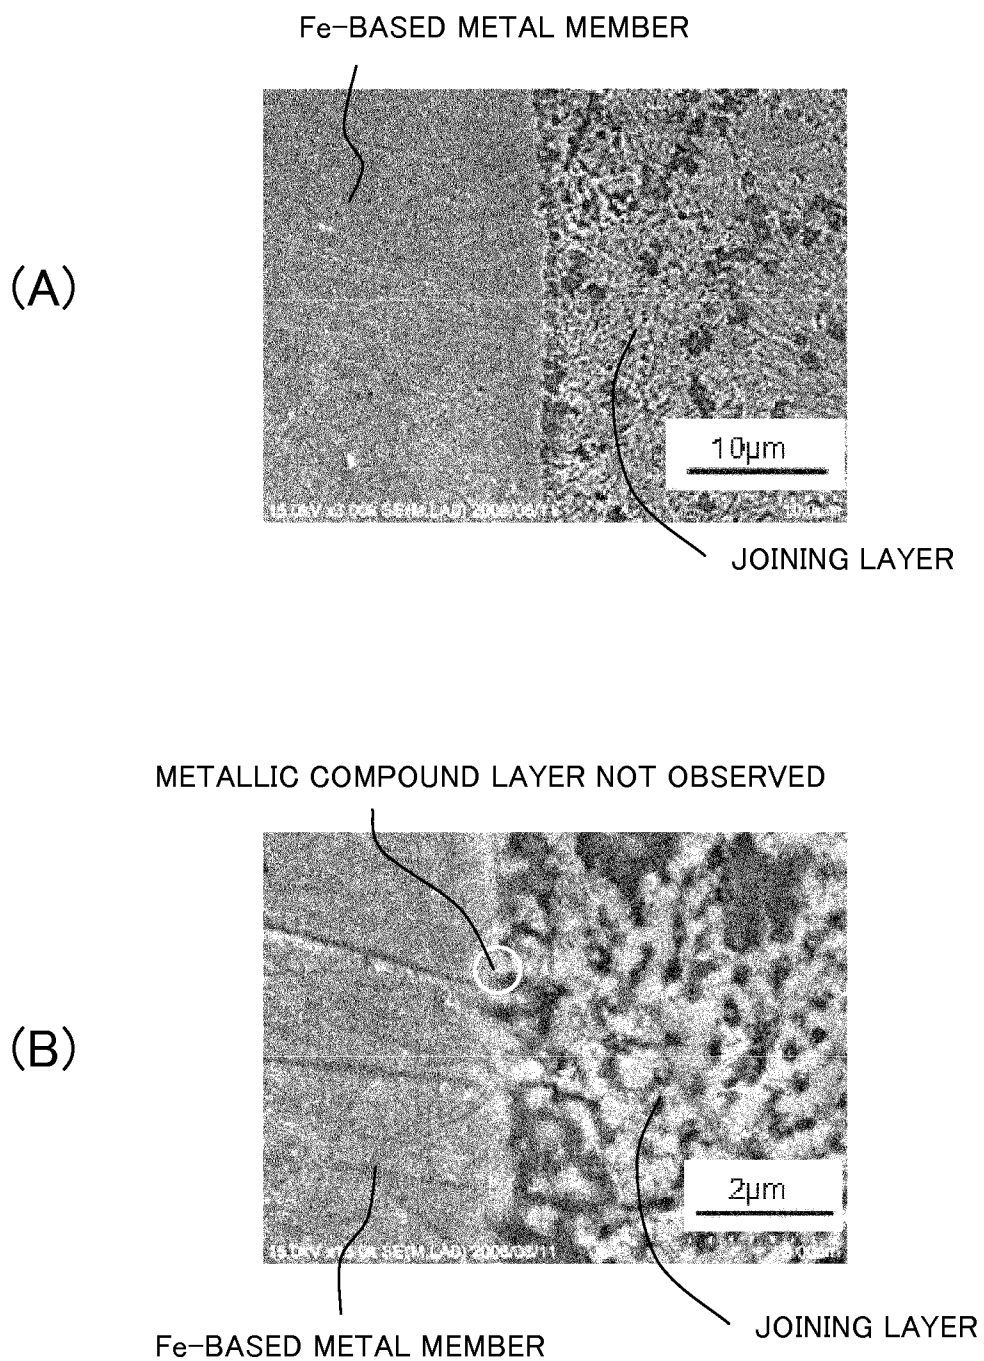 Fe-BASED METAL MEMBER
(A)
10μm
JOINING LAYER
METALLIC COMPOUND LAYER NOT OBSERVED
(B)
2μm
JOINING LAYER
Fe-BASED METAL MEMBER